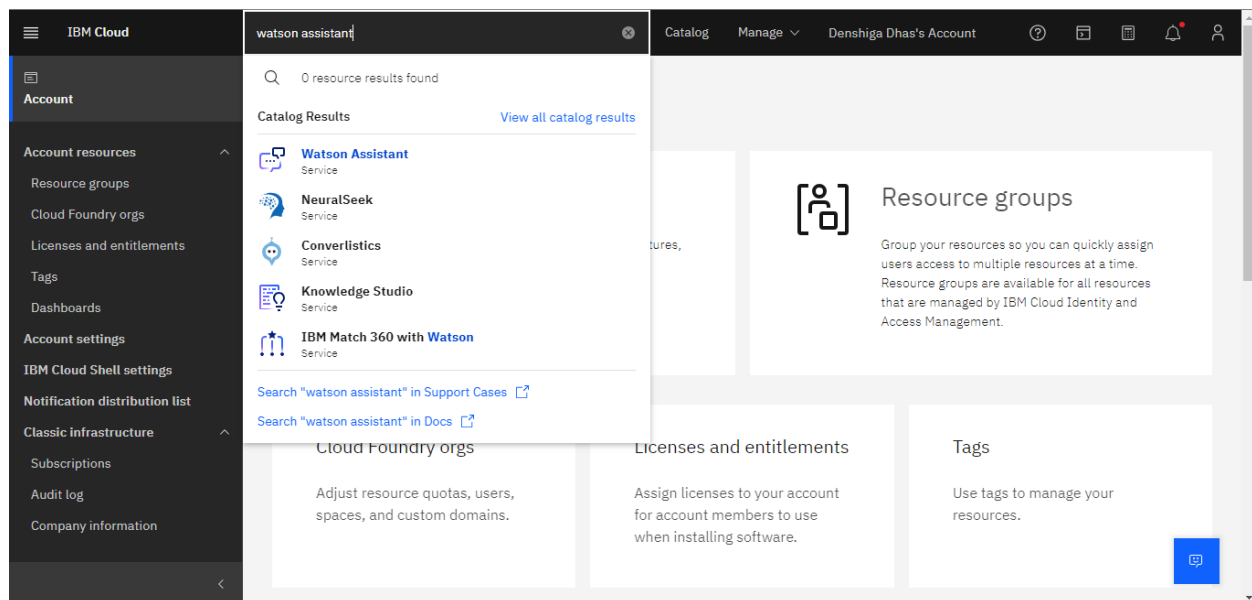 IBM Cloud
watson assistant
Catalog
Manage
Denshiga Dhas's Account
Account
Account resources
Resource groups
Cloud Foundry orgs
Licenses and entitlements
Tags
Dashboards
Account settings
IBM Cloud Shell settings
Notification distribution list
Classic infrastructure
Subscriptions
Audit log
Company information
0 resource results found
Catalog Results
View all catalog results
Watson Assistant
Service
NeuralSeek
Service
Converlistics
Service
Knowledge Studio
Service
IBM Match 360 with Watson
Service
Search "watson assistant" in Support Cases
Search "watson assistant" in Docs
tures,
Resource groups
Group your resources so you can quickly assign
users access to multiple resources at a time.
Resource groups are available for all resources
that are managed by IBM Cloud Identity and
Access Management.
Cloud Foundry orgs
Adjust resource quotas, users,
spaces, and custom domains.
Licenses and entitlements
Assign licenses to your account
for account members to use
when installing software.
Tags
Use tags to manage your
resources.